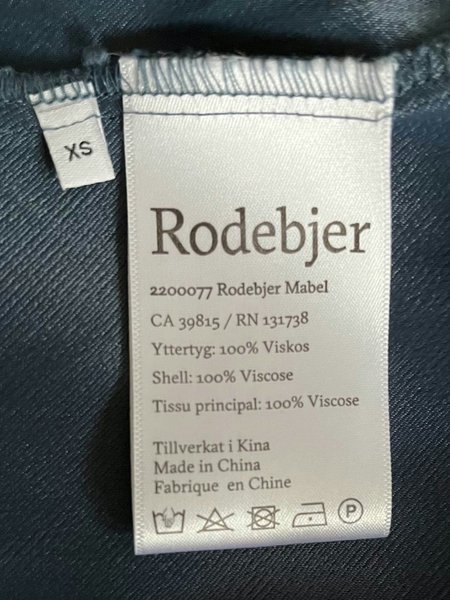 XS
Rodebjer
2200077 Rodebjer Mabel
CA 39815 / RN 131738
Yttertyg: 100% Viskos
Shell: 100% Viscose
Tissu principal: 100% Viscose
Tillverkat i Kina
Made in China
Fabrique en Chine
P